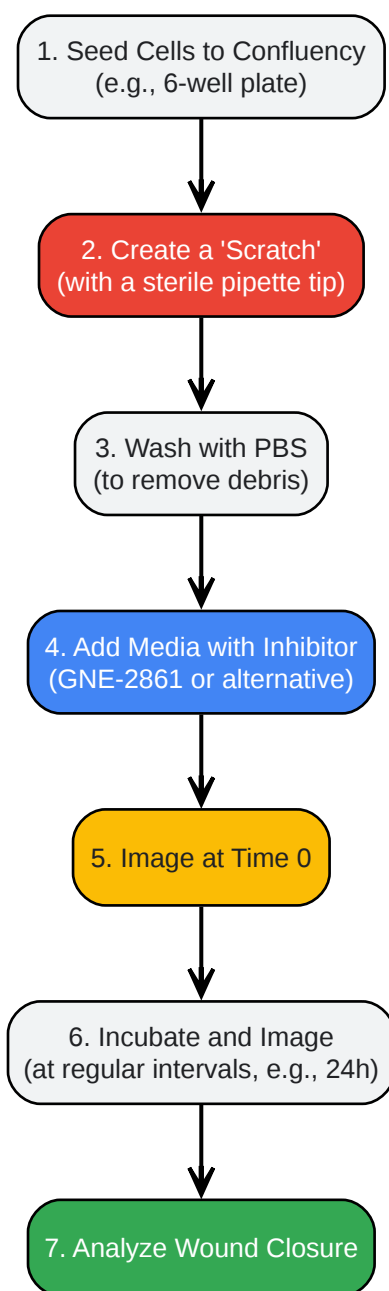 1. Seed Cells to Confluency
(e.g., 6-well plate)
2. Create a 'Scratch'
(with a sterile pipette tip)
3. Wash with PBS
(to remove debris)
4. Add Media with Inhibitor
(GNE-2861 or alternative)
5. Image at Time 0
6. Incubate and Image
(at regular intervals, e.g., 24h)
7. Analyze Wound Closure